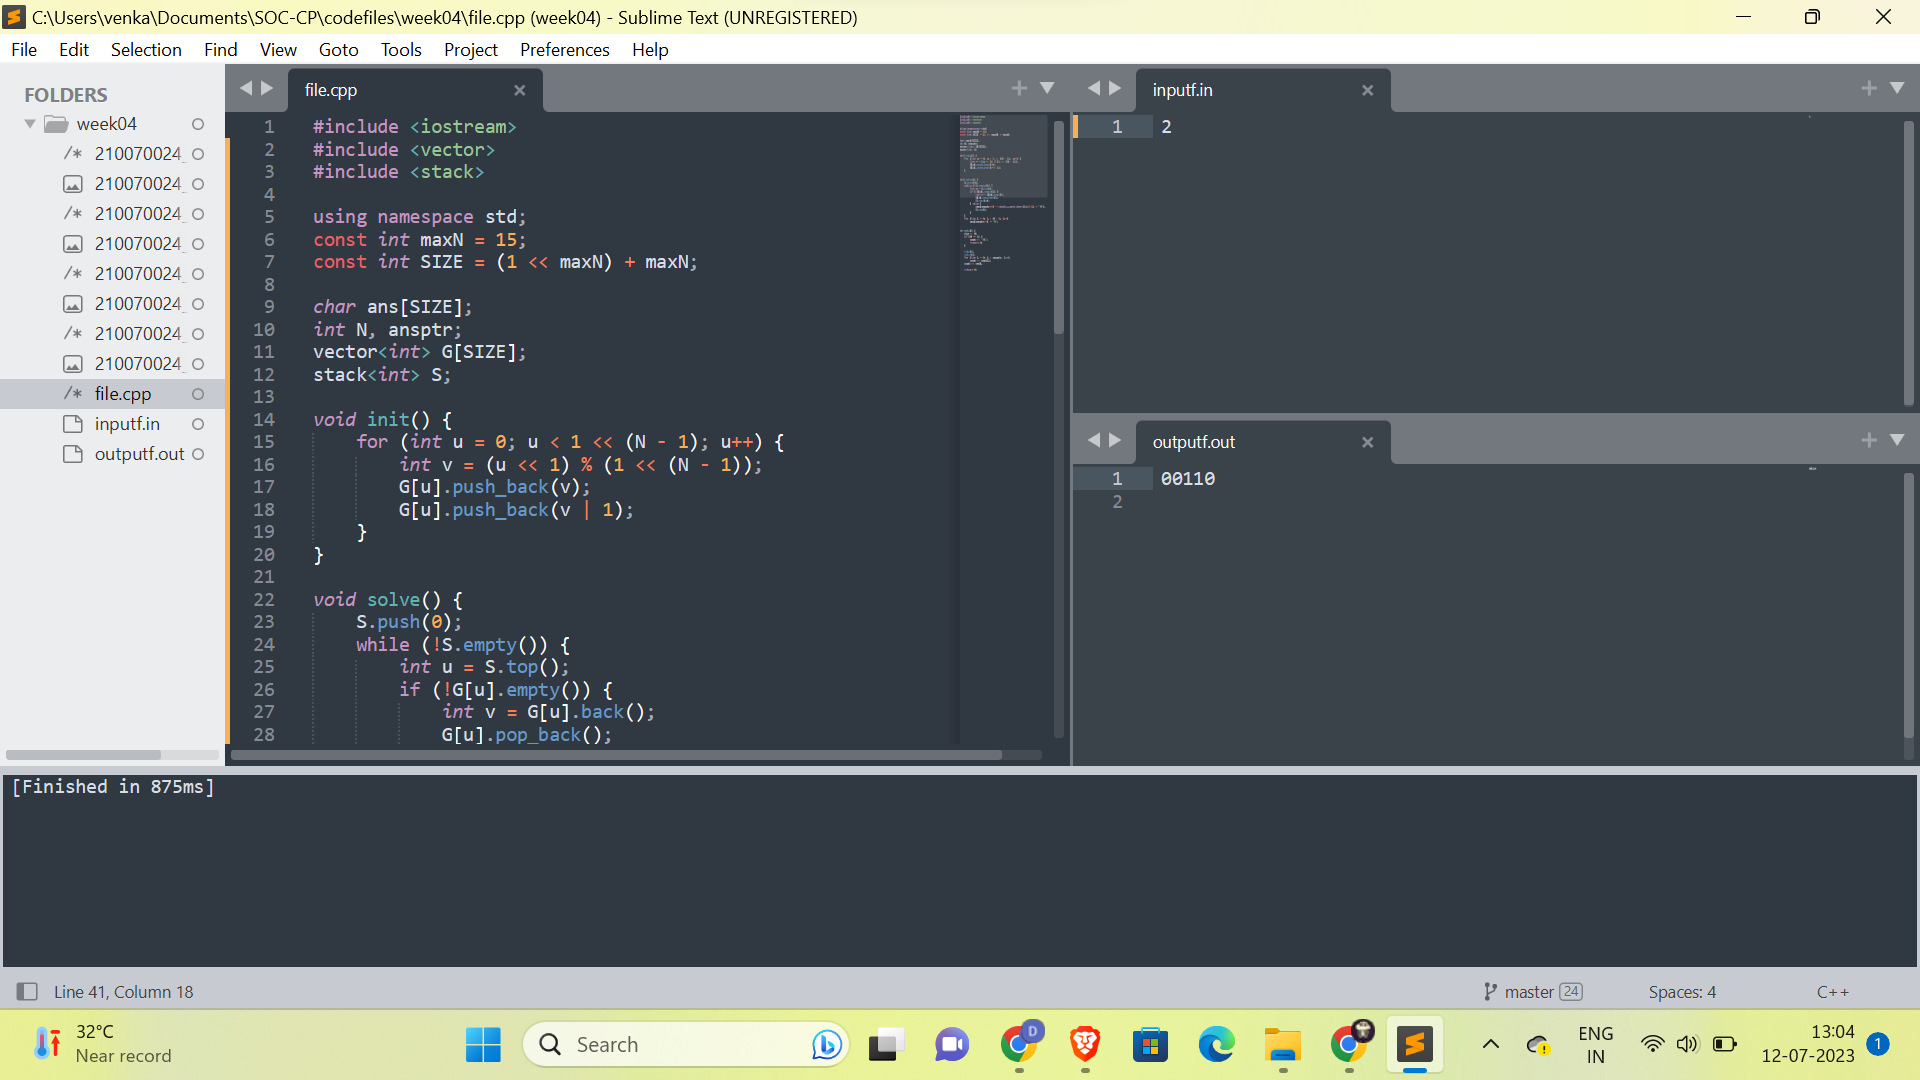 C:\Users\venka\Documents\SOC-CP\codefiles\week04\file.cpp (week04) - Sublime Text (UNREGISTERED)
File Edit Selection Find View Goto Tools Project Preferences Help
FOLDERS
week04
/* 210070024_
210070024_
/* 210070024_
210070024_
/* 210070024_
210070024_
/* 210070024_
210070024_
/* file.cpp
inputf.in
outputf.out
file.cpp
1 #include <iostream>
2 #include <vector>
3 #include <stack>
4
5 using namespace std;
6 const int maxN = 15;
7 const int SIZE = (1 << maxN) + maxN;
8
9 char ans[SIZE];
10 int N, ansptr;
11 vector<int> G[SIZE];
12 stack<int> S;
13
14 void init() {
15     for (int u = 0; u < 1 << (N - 1); u++) {
16         int v = (u << 1) % (1 << (N - 1));
17         G[u].push_back(v);
18         G[u].push_back(v | 1);
19     }
20 }
21
22 void solve() {
23     S.push(0);
24     while (!S.empty()) {
25         int u = S.top();
26         if (!G[u].empty()) {
27             int v = G[u].back();
28             G[u].pop_back();
inputf.in
1 2
outputf.out
1 00110
2
[Finished in 875ms]
Line 41, Column 18
master 24
Spaces: 4
C++
32°C
Near record
Search
D
ENG
IN
13:04
12-07-2023
1